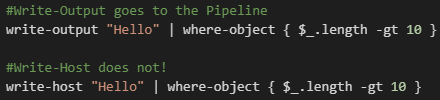 #Write-Output goes to the Pipeline
write-output "Hello" | where-object { $_.length -gt 10 }
#Write-Host does not!
write-host "Hello" | where-object { $_.length -gt 10 }